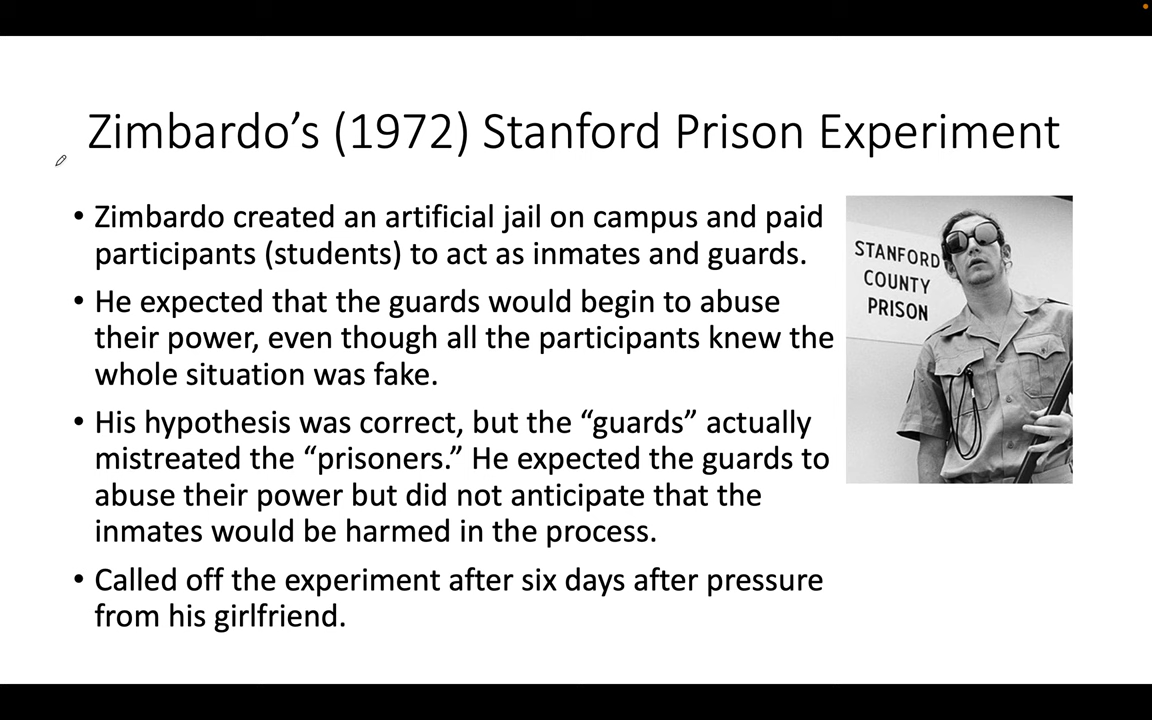 Zimbardo’s (1972) Stanford Prison Experiment
• Zimbardo created an artificial jail on campus and paid
participants (students) to act as inmates and guards.
• He expected that the guards would begin to abuse
their power, even though all the participants knew the
whole situation was fake.
• His hypothesis was correct, but the “guards” actually
mistreated the “prisoners.” He expected the guards to
abuse their power but did not anticipate that the
inmates would be harmed in the process.
• Called off the experiment after six days after pressure
from his girlfriend.
STANFORD
COUNTY
PRISON